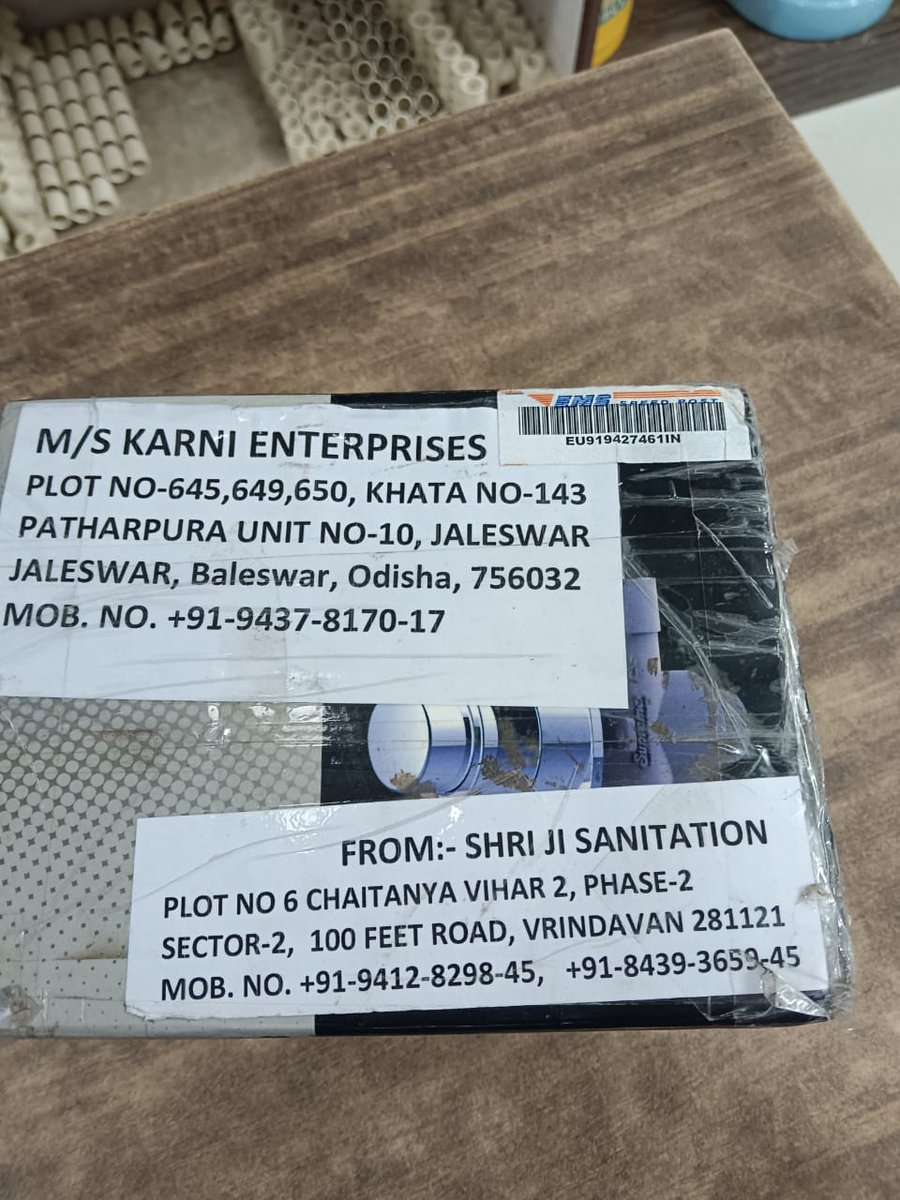 EMS SPEED POST
EU919427461IN
M/S KARNI ENTERPRISES
PLOT NO-645,649,650, KHATA NO-143
PATHARPURA UNIT NO-10, JALESWAR
JALESWAR, Baleswar, Odisha, 756032
MOB. NO. +91-9437-8170-17
Supreme
FROM:- SHRI JI SANITATION
PLOT NO 6 CHAITANYA VIHAR 2, PHASE-2
SECTOR-2, 100 FEET ROAD, VRINDAVAN 281121
MOB. NO. +91-9412-8298-45, +91-8439-3659-45